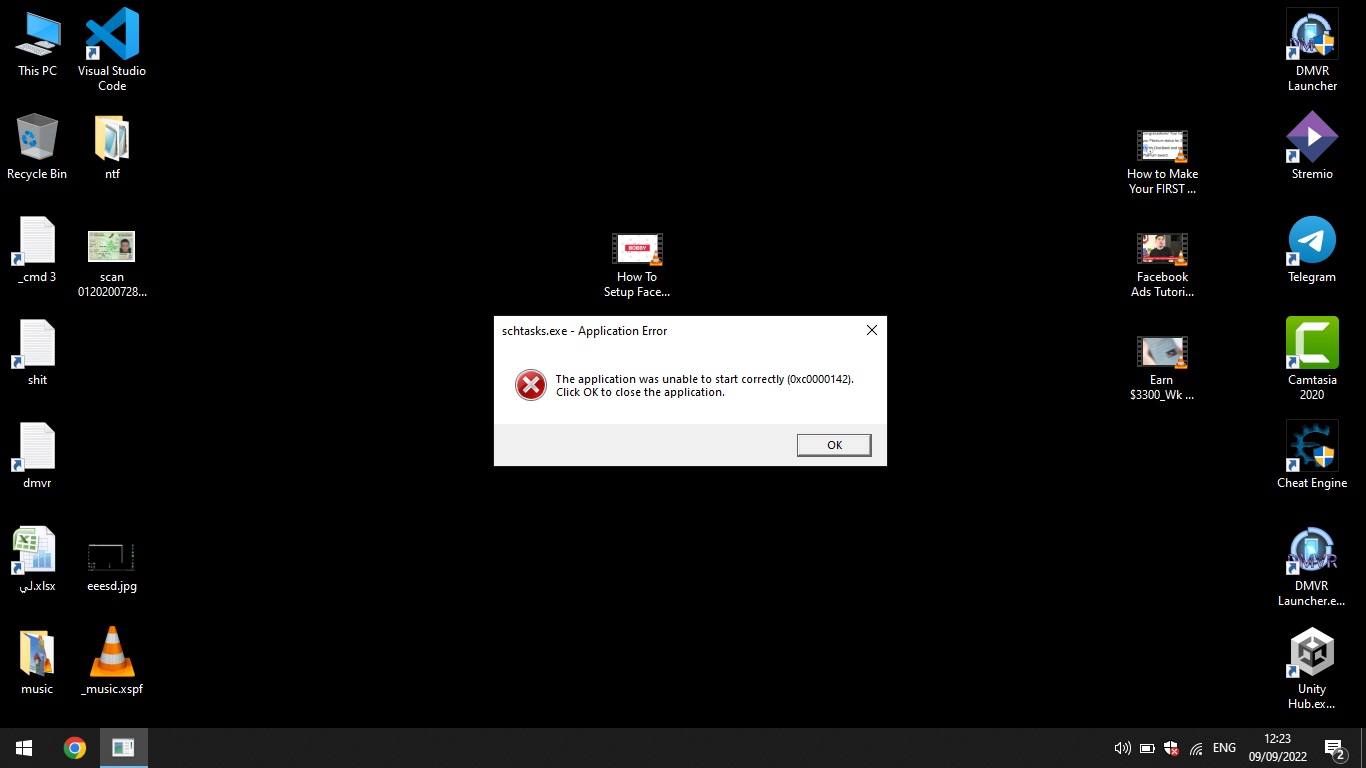 This PC
Visual Studio
Code
DMVR
Launcher
Recycle Bin
ntf
How to Make
Your FIRST ...
Stremio
_cmd 3
scan
0120200728...
BOBBY
How To
Setup Face...
Facebook
Ads Tutori...
Telegram
schtasks.exe - Application Error
The application was unable to start correctly (0xc0000142).
Click OK to close the application.
OK
shit
Earn
$3300_Wk ...
Camtasia
2020
dmvr
Cheat Engine
لي.xlsx
eeesd.jpg
DMVR
Launcher.e...
music
_music.xspf
Unity
Hub.ex...
ENG
12:23
09/09/2022
2